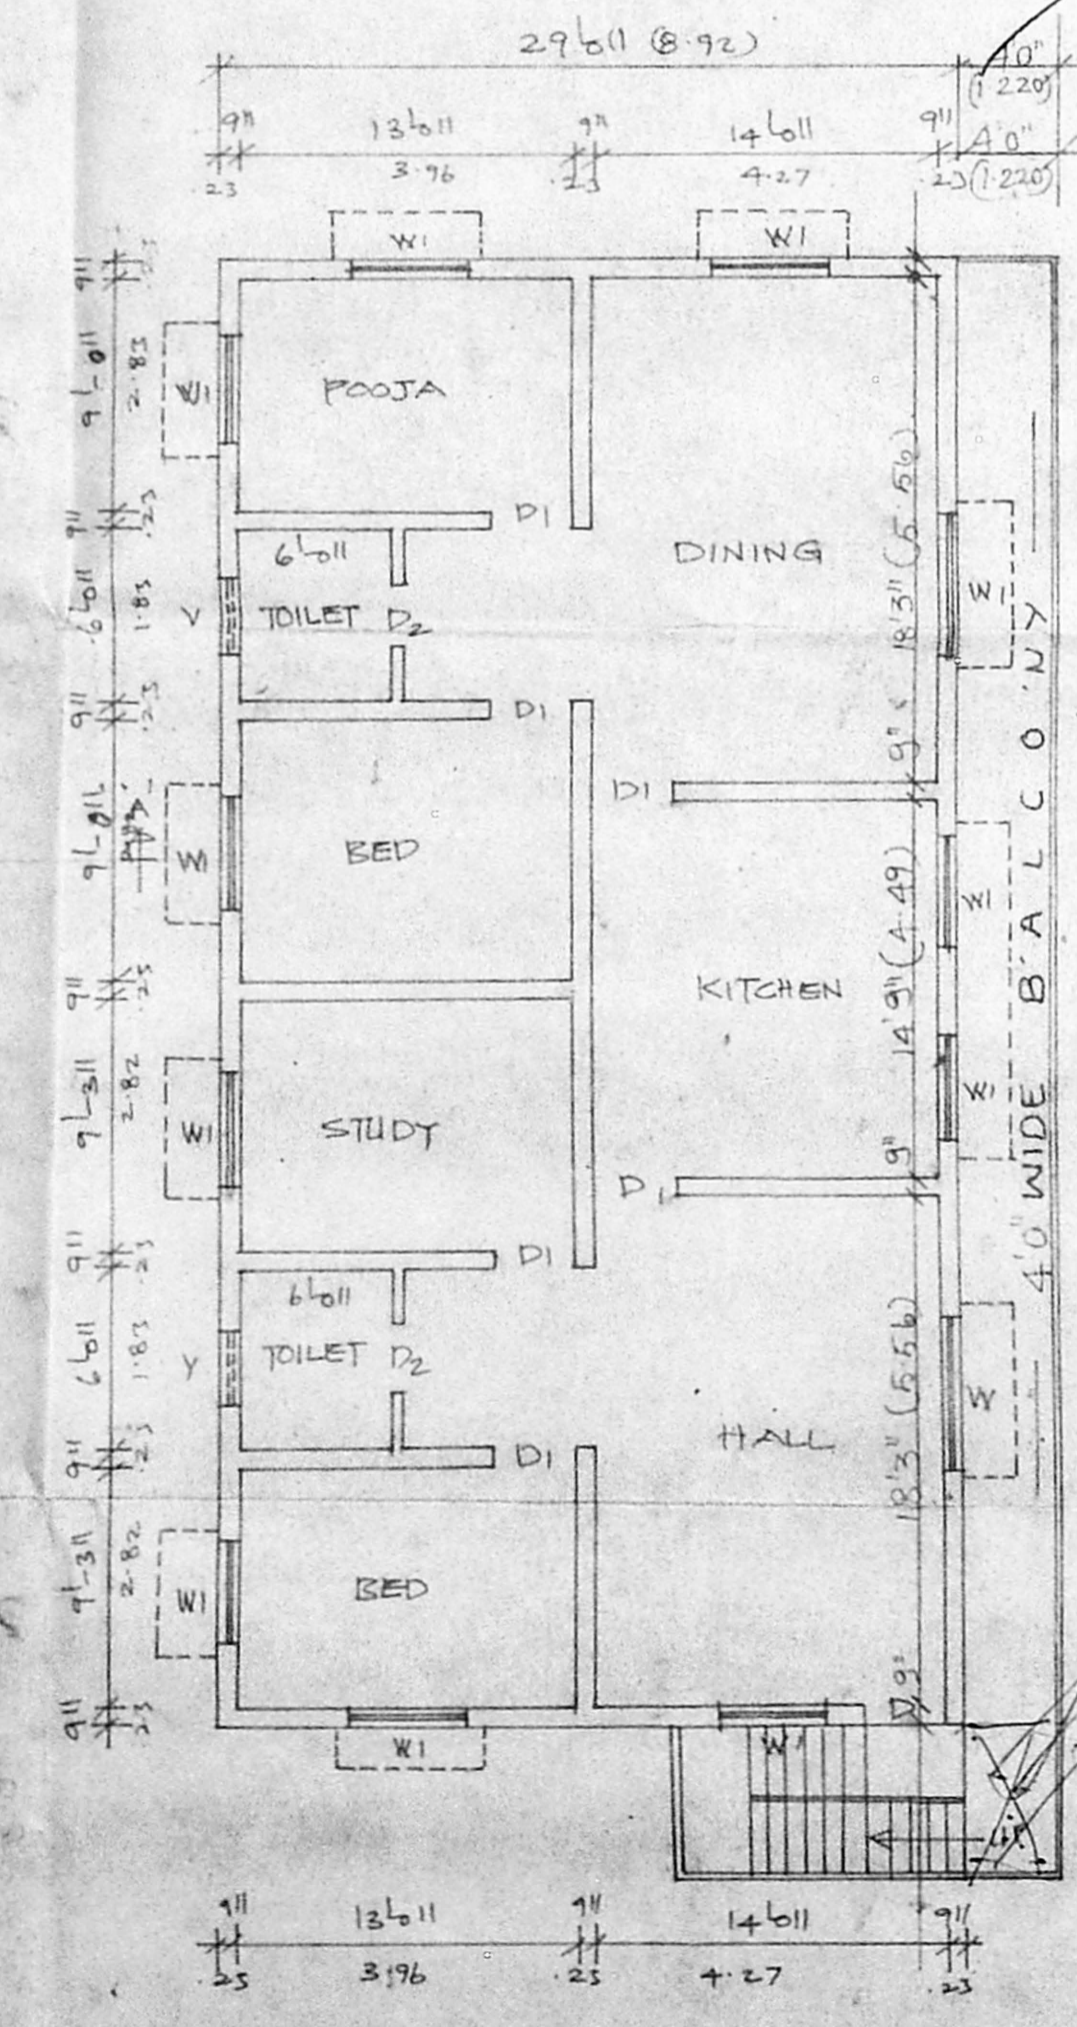 29'-0" (8.92)
4'0"
(1.220)
9" 13'-0" 9" 14'-0" 9" 4'0"
.23 3.96 .23 4.27 .23 (1.220)
W1 W1
9" .23
9'-0" 2.83 W1 POOJA
9" .23 D1
6'-0"
DINING
18'3" (5.56)
W1
6'-0" 1.83 V TOILET D2
9" .23 D1
9"
D1
9'-0" W1 BED
W1
14'9" (4.49)
KITCHEN
9" .23
W1
4'0" WIDE BALCONY
9'-3" 2.82 W1 STUDY
9"
D1
9" .23 D1
6'-0"
6'-0" 1.83 V TOILET D2
W
18'3" (5.56)
HALL
9" .23 D1
9'-3" 2.82 W1 BED
9" .23
D 9"
W1 W1
UP
9" 13'-0" 9" 14'-0" 9"
.23 3.96 .23 4.27 .23